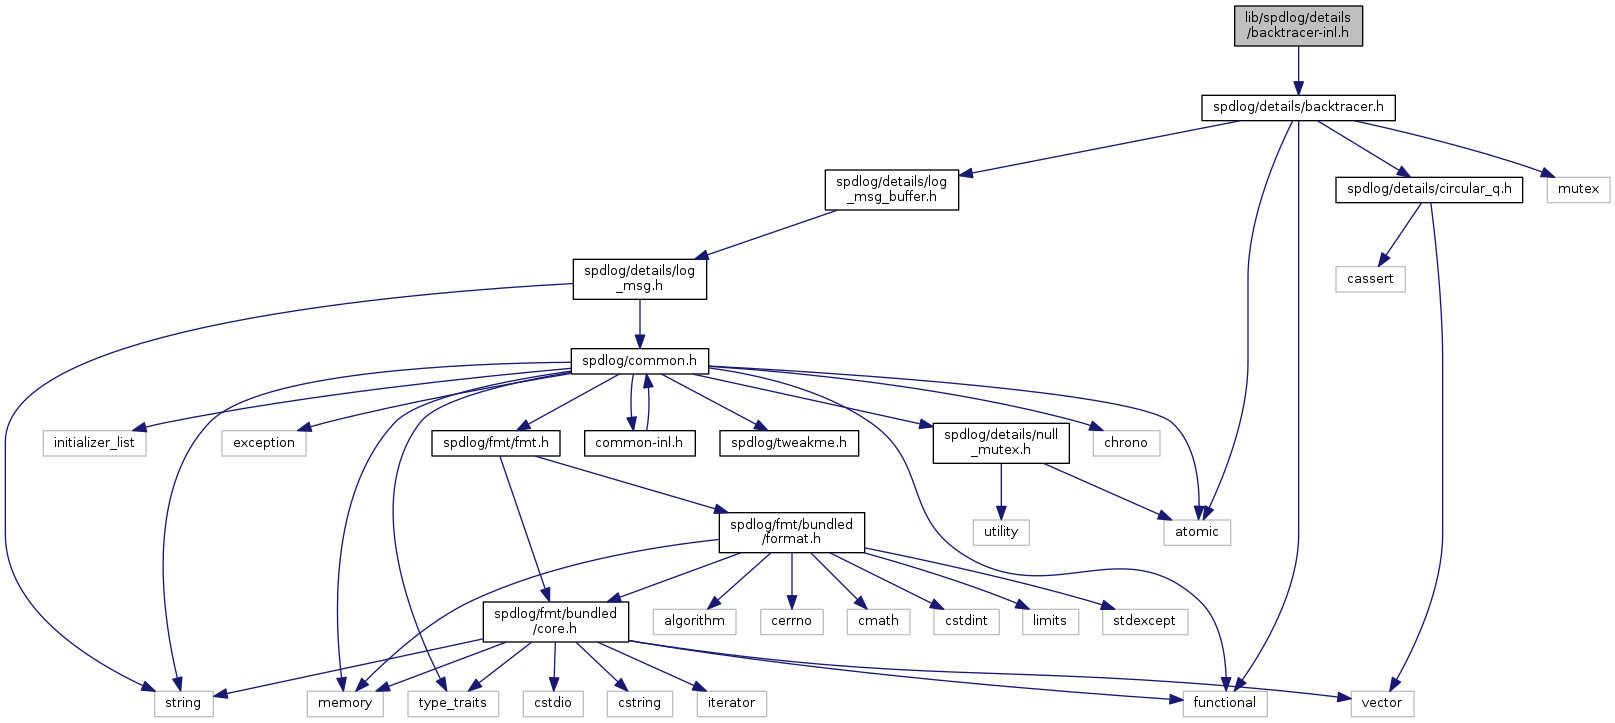 lib/spdlog/details
/backtracer-inl.h
spdlog/details/backtracer.h
spdlog/details/log
_msg_buffer.h
spdlog/details/circular_q.h
mutex
spdlog/details/log
_msg.h
cassert
spdlog/common.h
initializer_list
exception
spdlog/fmt/fmt.h
common-inl.h
spdlog/tweakme.h
spdlog/details/null
_mutex.h
chrono
spdlog/fmt/bundled
/format.h
utility
atomic
spdlog/fmt/bundled
/core.h
algorithm
cerrno
cmath
cstdint
limits
stdexcept
string
memory
type_traits
cstdio
cstring
iterator
functional
vector